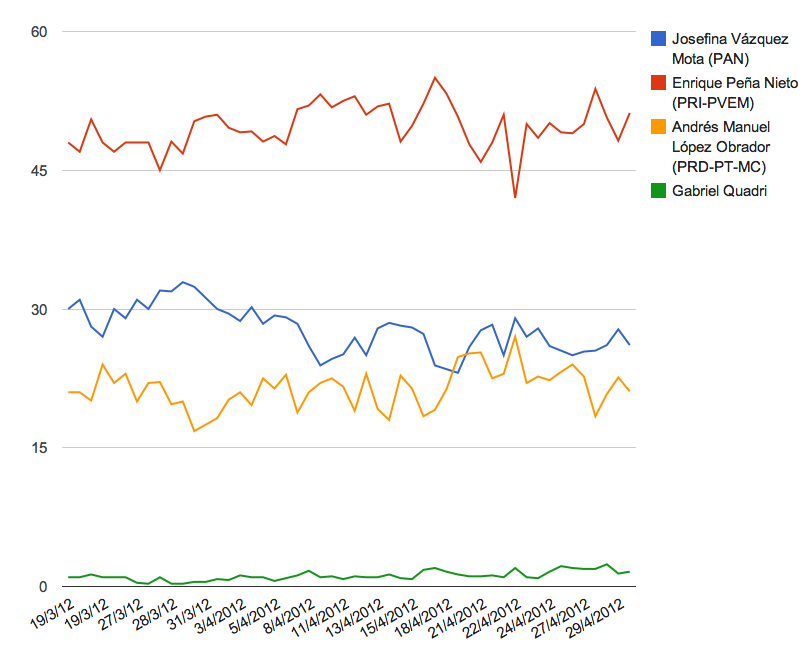 60
45
30
15
0
19/3/12
19/3/12
27/3/12
28/3/12
31/3/12
3/4/2012
5/4/2012
8/4/2012
11/4/2012
13/4/2012
15/4/2012
18/4/2012
21/4/2012
22/4/2012
24/4/2012
27/4/2012
29/4/2012
Josefina Vázquez
Mota (PAN)
Enrique Peña Nieto
(PRI-PVEM)
Andrés Manuel
López Obrador
(PRD-PT-MC)
Gabriel Quadri